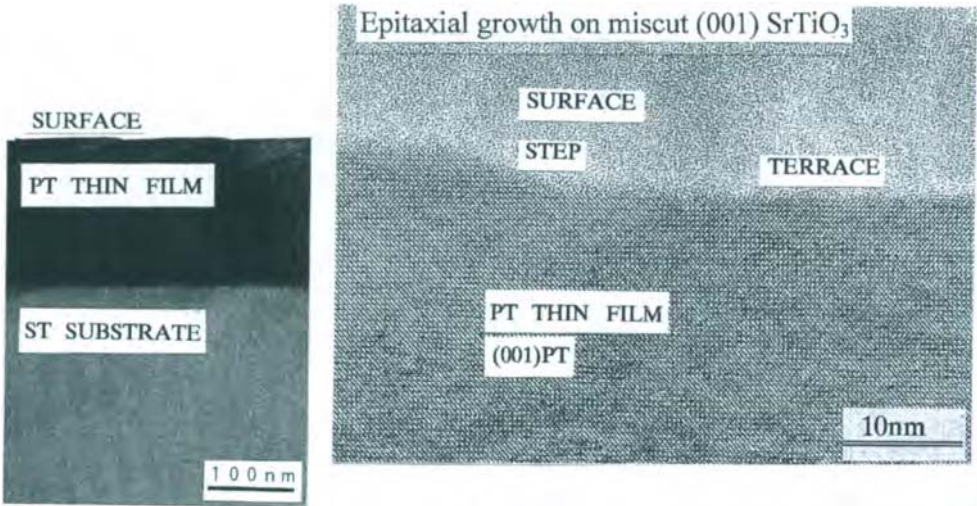 SURFACE
PT THIN FILM
ST SUBSTRATE
100nm
Epitaxial growth on miscut (001) SrTiO₃
SURFACE
STEP
TERRACE
PT THIN FILM
(001)PT
10nm